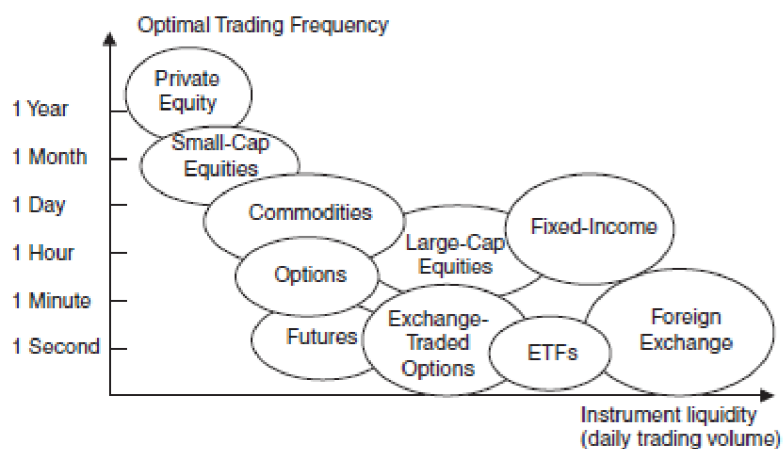 Optimal Trading Frequency
Private
Equity
1 Year
Small-Cap
Equities
1 Month
1 Day
Commodities
Fixed-Income
Large-Cap
Equities
1 Hour
Options
1 Minute
Futures
Exchange-
Traded
Options
ETFs
Foreign
Exchange
1 Second
Instrument liquidity
(daily trading volume)